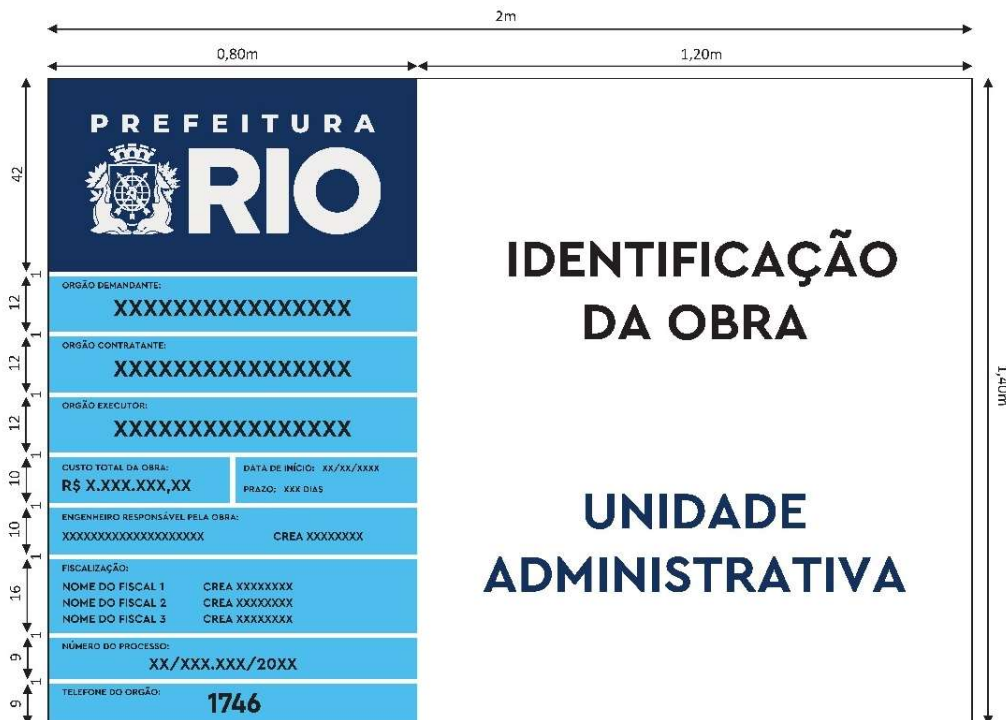 2m
0,80m
1,20m
42
PREFEITURA
RIO
1
12
ORGÃO DEMANDANTE:
XXXXXXXXXXXXXXXX
1
12
ORGÃO CONTRATANTE:
XXXXXXXXXXXXXXXX
1
12
ORGÃO EXECUTOR:
XXXXXXXXXXXXXXXX
1
10
CUSTO TOTAL DA OBRA:
R$ X.XXX.XXX,XX
DATA DE INÍCIO: XX/XX/XXXX
PRAZO: XXX DIAS
1
10
ENGENHEIRO RESPONSÁVEL PELA OBRA:
XXXXXXXXXXXXXXXXXXXX CREA XXXXXXXX
1
16
FISCALIZAÇÃO:
NOME DO FISCAL 1 CREA XXXXXXXX
NOME DO FISCAL 2 CREA XXXXXXXX
NOME DO FISCAL 3 CREA XXXXXXXX
1
9
NÚMERO DO PROCESSO:
XX/XXX.XXX/20XX
1
9
TELEFONE DO ORGÃO:
1746
IDENTIFICAÇÃO
DA OBRA
UNIDADE
ADMINISTRATIVA
1,40m